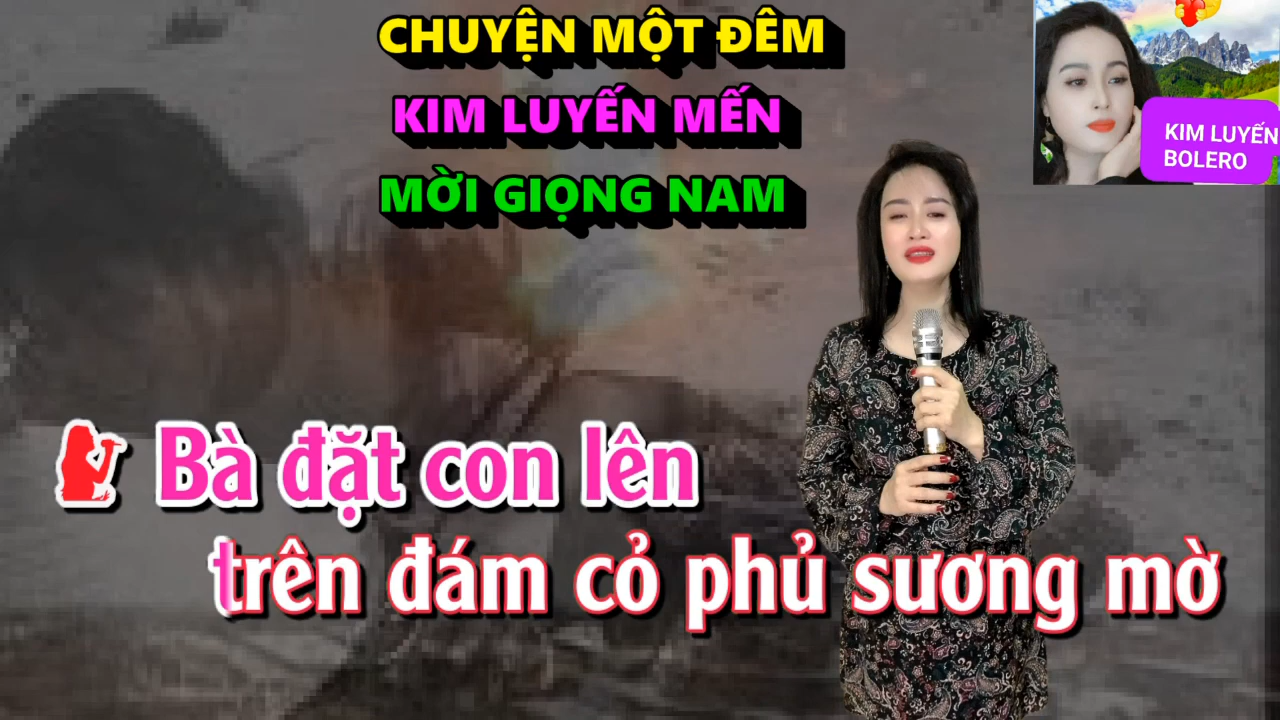 CHUYỆN MỘT ĐÊM
KIM LUYẾN MẾN
MỜI GIỌNG NAM
KIM LUYẾN
BOLERO
Bà đặt con lên
trên đám cỏ phủ sương mờ